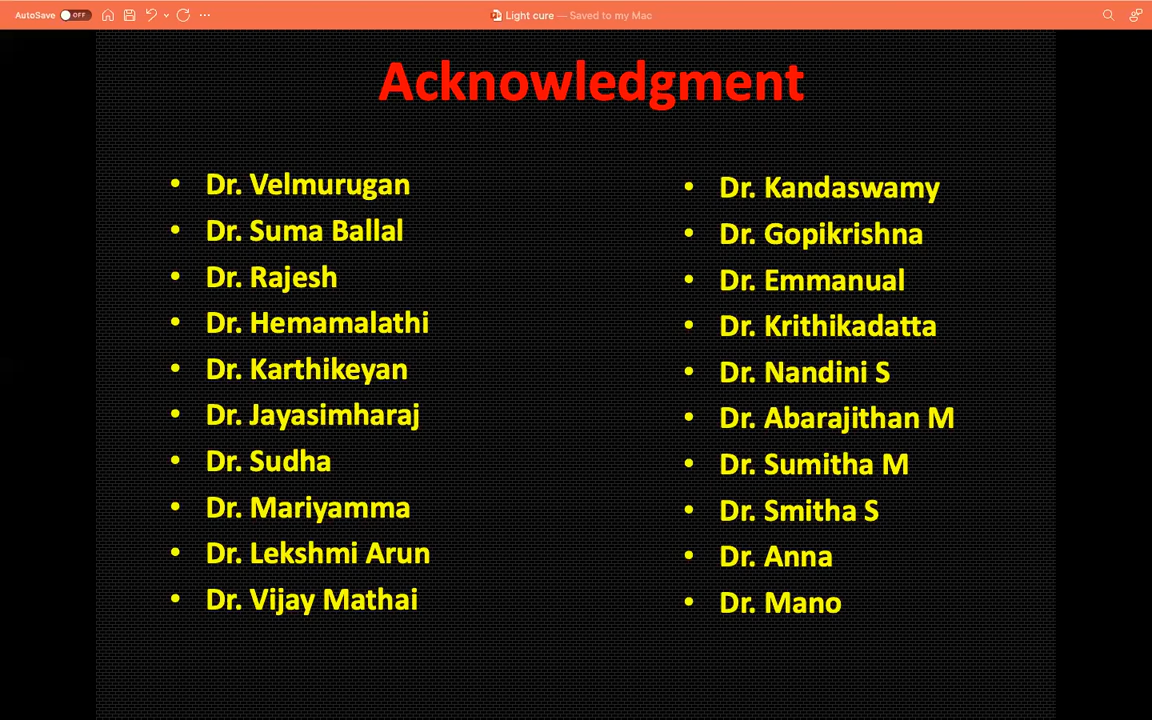 AutoSave OFF
Light cure — Saved to my Mac
Acknowledgment
• Dr. Velmurugan
• Dr. Suma Ballal
• Dr. Rajesh
• Dr. Hemamalathi
• Dr. Karthikeyan
• Dr. Jayasimharaj
• Dr. Sudha
• Dr. Mariyamma
• Dr. Lekshmi Arun
• Dr. Vijay Mathai
• Dr. Kandaswamy
• Dr. Gopikrishna
• Dr. Emmanual
• Dr. Krithikadatta
• Dr. Nandini S
• Dr. Abarajithan M
• Dr. Sumitha M
• Dr. Smitha S
• Dr. Anna
• Dr. Mano